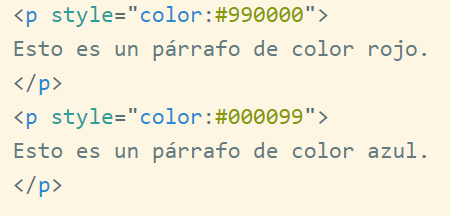 <p style="color:#990000">
Esto es un párrafo de color rojo.
</p>
<p style="color:#000099">
Esto es un párrafo de color azul.
</p>